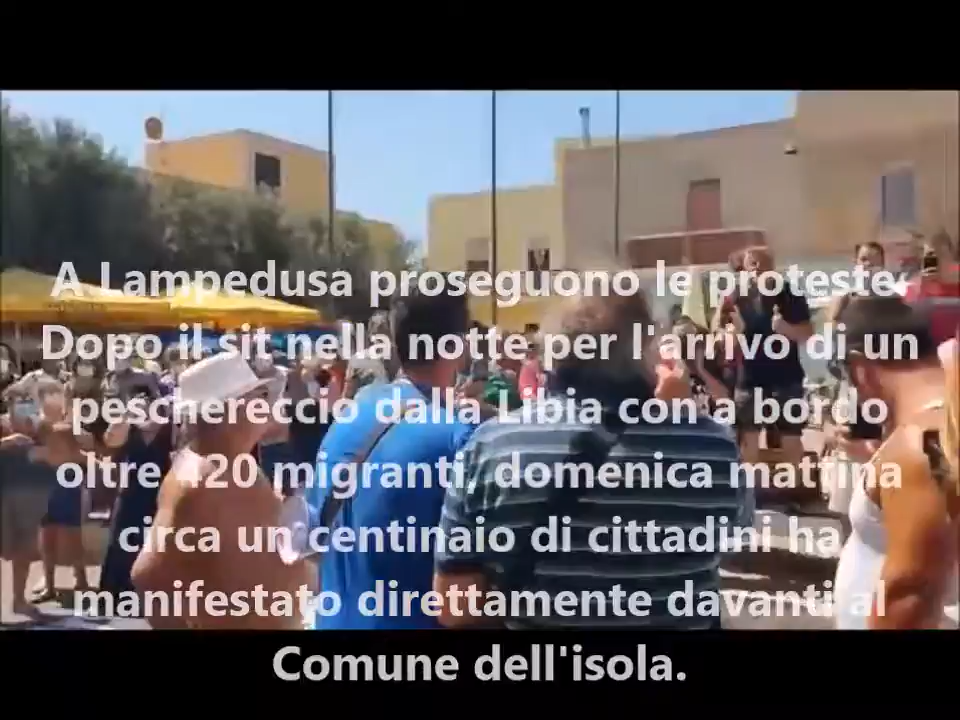 A Lampedusa proseguono le proteste.
Dopo il sit nella notte per l'arrivo di un
peschereccio dalla Libia con a bordo
oltre 420 migranti, domenica mattina
circa un centinaio di cittadini ha
manifestato direttamente davanti al
Comune dell'isola.